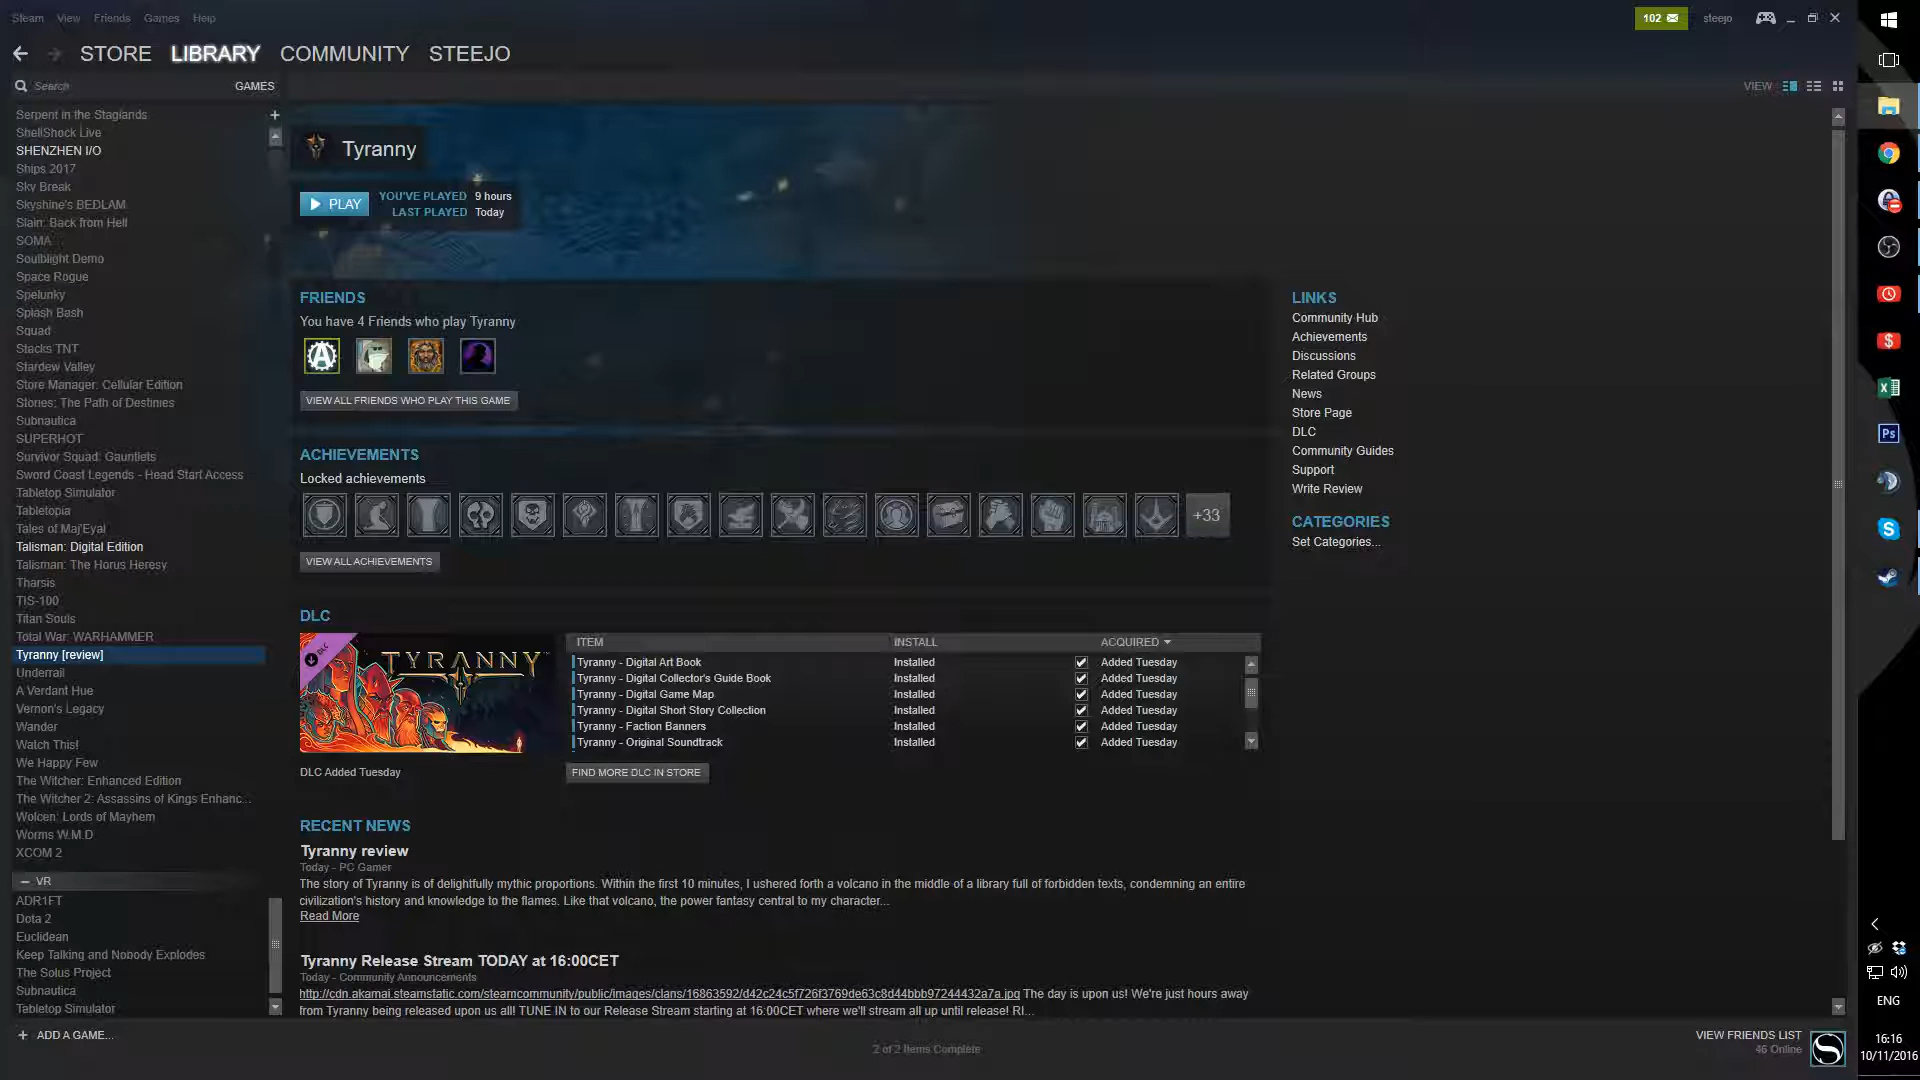 Steam View Friends Games Help
102 steejo
STORE LIBRARY COMMUNITY STEEJO
Search GAMES
VIEW
Serpent in the Staglands
ShellShock Live
SHENZHEN I/O
Ships 2017
Sky Break
Skyshine's BEDLAM
Slain: Back from Hell
SOMA
Soulblight Demo
Space Rogue
Spelunky
Splash Bash
Squad
Stacks TNT
Stardew Valley
Store Manager: Cellular Edition
Stories: The Path of Destinies
Subnautica
SUPERHOT
Survivor Squad: Gauntlets
Sword Coast Legends - Head Start Access
Tabletop Simulator
Tabletopia
Tales of Maj'Eyal
Talisman: Digital Edition
Talisman: The Horus Heresy
Tharsis
TIS-100
Titan Souls
Total War: WARHAMMER
Tyranny [review]
Underrail
A Verdant Hue
Vernon's Legacy
Wander
Watch This!
We Happy Few
The Witcher: Enhanced Edition
The Witcher 2: Assassins of Kings Enhanc...
Wolcen: Lords of Mayhem
Worms W.M.D
XCOM 2
VR
ADR1FT
Dota 2
Euclidean
Keep Talking and Nobody Explodes
The Solus Project
Subnautica
Tabletop Simulator
+ ADD A GAME...
Tyranny
PLAY
YOU'VE PLAYED 9 hours
LAST PLAYED Today
FRIENDS
You have 4 Friends who play Tyranny
VIEW ALL FRIENDS WHO PLAY THIS GAME
ACHIEVEMENTS
Locked achievements
+33
VIEW ALL ACHIEVEMENTS
DLC
DLC
TYRANNY
DLC Added Tuesday
ITEM INSTALL ACQUIRED
Tyranny - Digital Art Book Installed Added Tuesday
Tyranny - Digital Collector's Guide Book Installed Added Tuesday
Tyranny - Digital Game Map Installed Added Tuesday
Tyranny - Digital Short Story Collection Installed Added Tuesday
Tyranny - Faction Banners Installed Added Tuesday
Tyranny - Original Soundtrack Installed Added Tuesday
FIND MORE DLC IN STORE
RECENT NEWS
Tyranny review
Today - PC Gamer
The story of Tyranny is of delightfully mythic proportions. Within the first 10 minutes, I ushered forth a volcano in the middle of a library full of forbidden texts, condemning an entire
civilization's history and knowledge to the flames. Like that volcano, the power fantasy central to my character...
Read More
Tyranny Release Stream TODAY at 16:00CET
Today - Community Announcements
http://cdn.akamai.steamstatic.com/steamcommunity/public/images/clans/16863592/d42c24c5f726f3769de63c8d44bbb97244432a7a.jpg The day is upon us! We're just hours away
from Tyranny being released upon us all! TUNE IN to our Release Stream starting at 16:00CET where we'll stream all up until release! RI...
2 of 2 Items Complete
LINKS
Community Hub
Achievements
Discussions
Related Groups
News
Store Page
DLC
Community Guides
Support
Write Review
CATEGORIES
Set Categories...
VIEW FRIENDS LIST
46 Online
Ps
ENG
16:16
10/11/2016